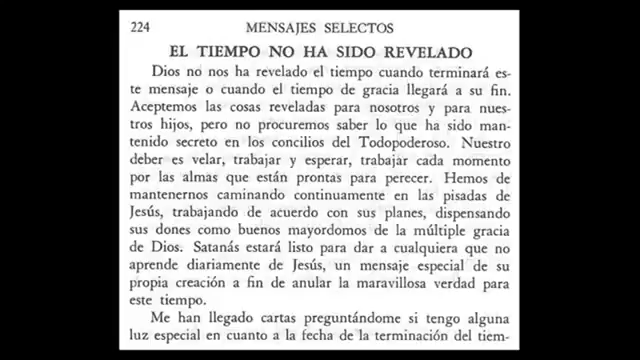 224 MENSAJES SELECTOS
EL TIEMPO NO HA SIDO REVELADO
Dios no nos ha revelado el tiempo cuando terminará es-
te mensaje o cuando el tiempo de gracia llegará a su fin.
Aceptemos las cosas reveladas para nosotros y para nues-
tros hijos, pero no procuremos saber lo que ha sido man-
tenido secreto en los concilios del Todopoderoso. Nuestro
deber es velar, trabajar y esperar, trabajar cada momento
por las almas que están prontas para perecer. Hemos de
mantenernos caminando continuamente en las pisadas de
Jesús, trabajando de acuerdo con sus planes, dispensando
sus dones como buenos mayordomos de la múltiple gracia
de Dios. Satanás estará listo para dar a cualquiera que no
aprende diariamente de Jesús, un mensaje especial de su
propia creación a fin de anular la maravillosa verdad para
este tiempo.
Me han llegado cartas preguntándome si tengo alguna
luz especial en cuanto a la fecha de la terminación del tiem-